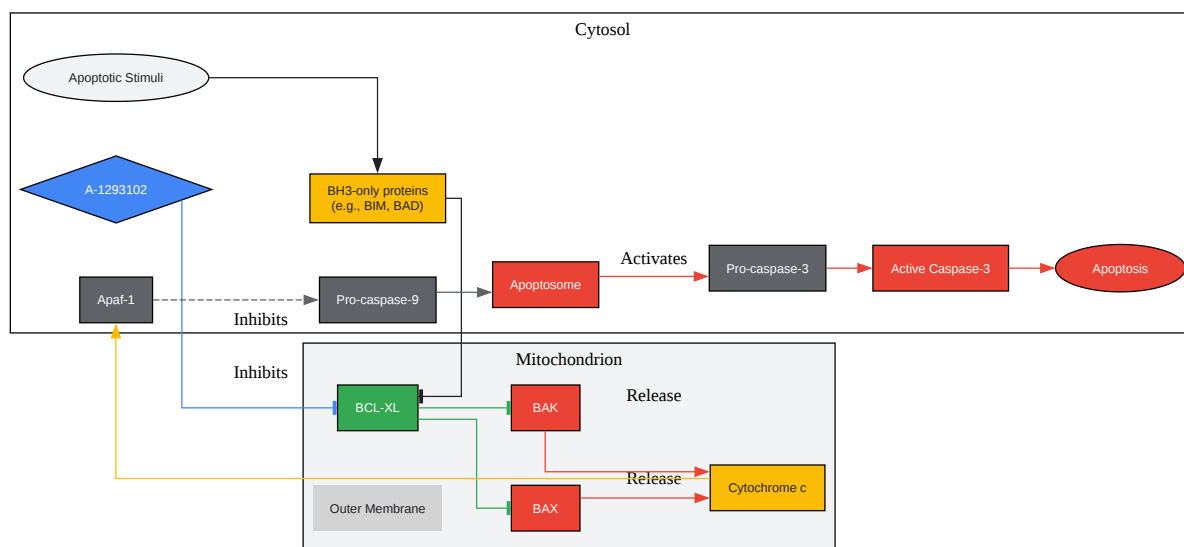 Cytosol
Apoptotic Stimuli
A-1293102
BH3-only proteins
(e.g., BIM, BAD)
Activates
Pro-caspase-3
Active Caspase-3
Apoptosis
Apaf-1
Pro-caspase-9
Apoptosome
Inhibits
Mitochondrion
Inhibits
Release
BCL-XL
BAK
Release
Cytochrome c
Outer Membrane
BAX